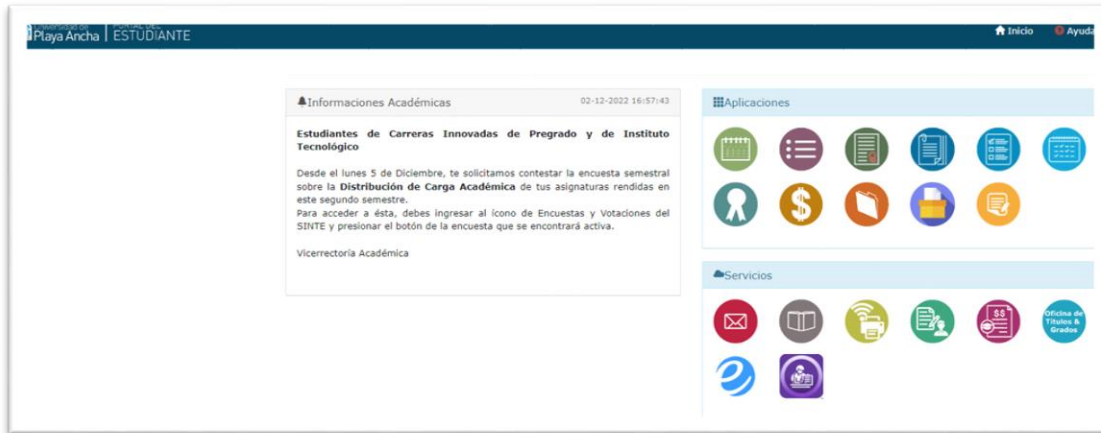 Universidad de
Playa Ancha
PORTAL DEL
ESTUDIANTE
Inicio
Ayuda
Informaciones Académicas
02-12-2022 16:57:43
Estudiantes de Carreras Innovadas de Pregrado y de Instituto
Tecnológico
Desde el lunes 5 de Diciembre, te solicitamos contestar la encuesta semestral
sobre la Distribución de Carga Académica de tus asignaturas rendidas en
este segundo semestre.
Para acceder a ésta, debes ingresar al ícono de Encuestas y Votaciones del
SINTE y presionar el botón de la encuesta que se encontrará activa.
Vicerrectoría Académica
Aplicaciones
$
Servicios
$$
Oficina de
Títulos &
Grados